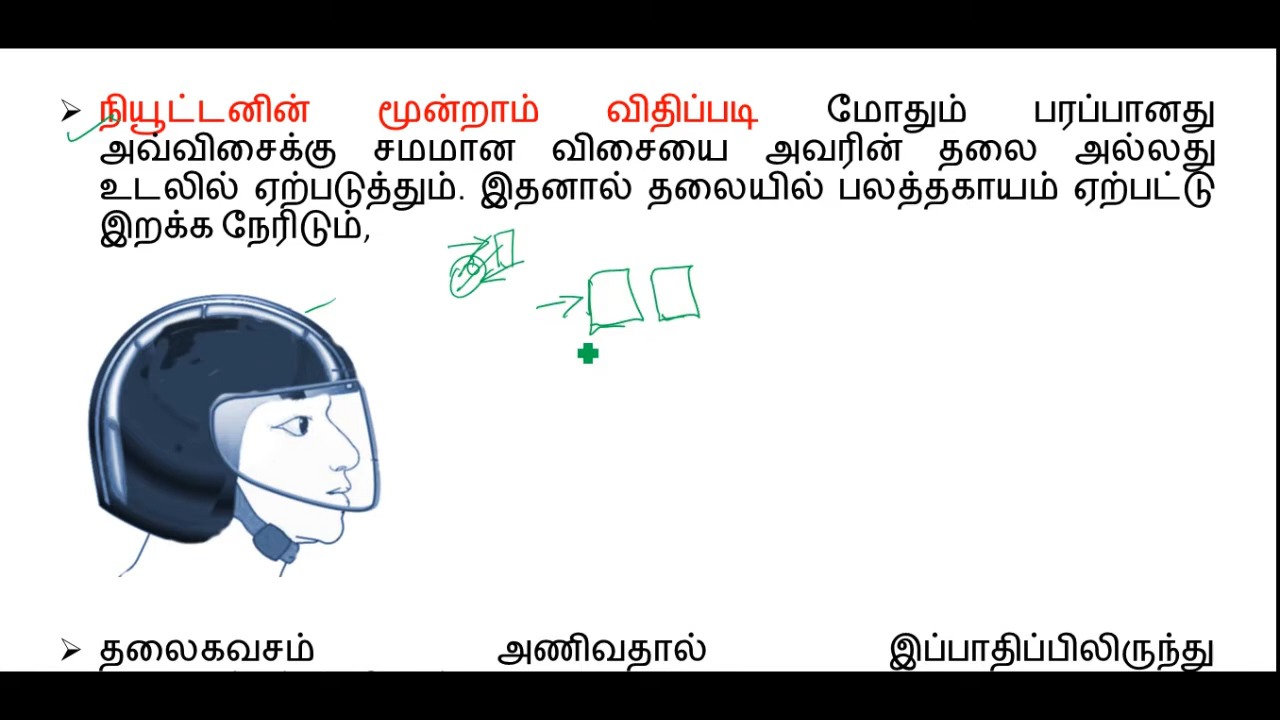 நியூட்டனின் மூன்றாம் விதிப்படி மோதும் பரப்பானது
அவ்விசைக்கு சமமான விசையை அவரின் தலை அல்லது
உடலில் ஏற்படுத்தும். இதனால் தலையில் பலத்தகாயம் ஏற்பட்டு
இறக்க நேரிடும்,
தலைகவசம் அணிவதால் இப்பாதிப்பிலிருந்து